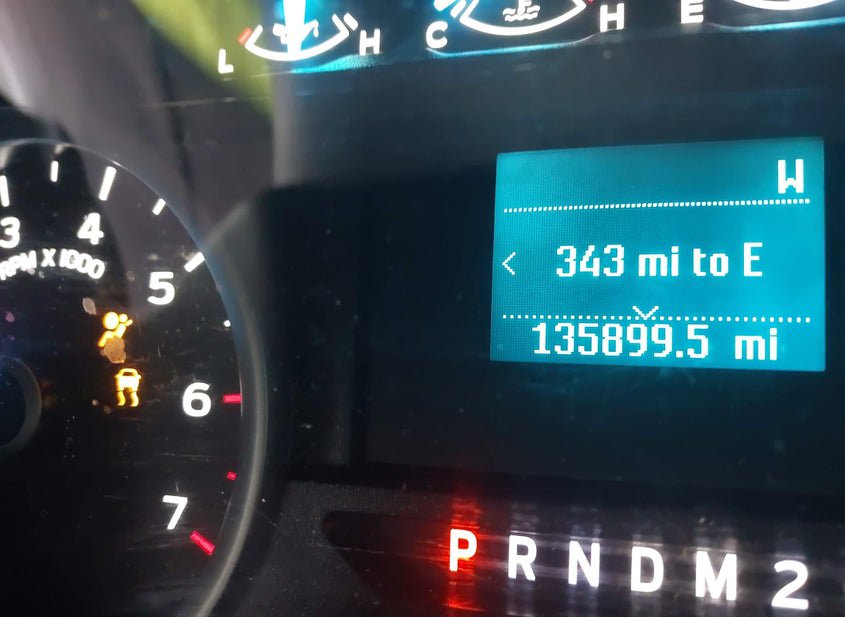 L H C H E
W
343 mi to E
135899.5 mi
3 4 5 6 7
RPM X 1000
P R N D M 2